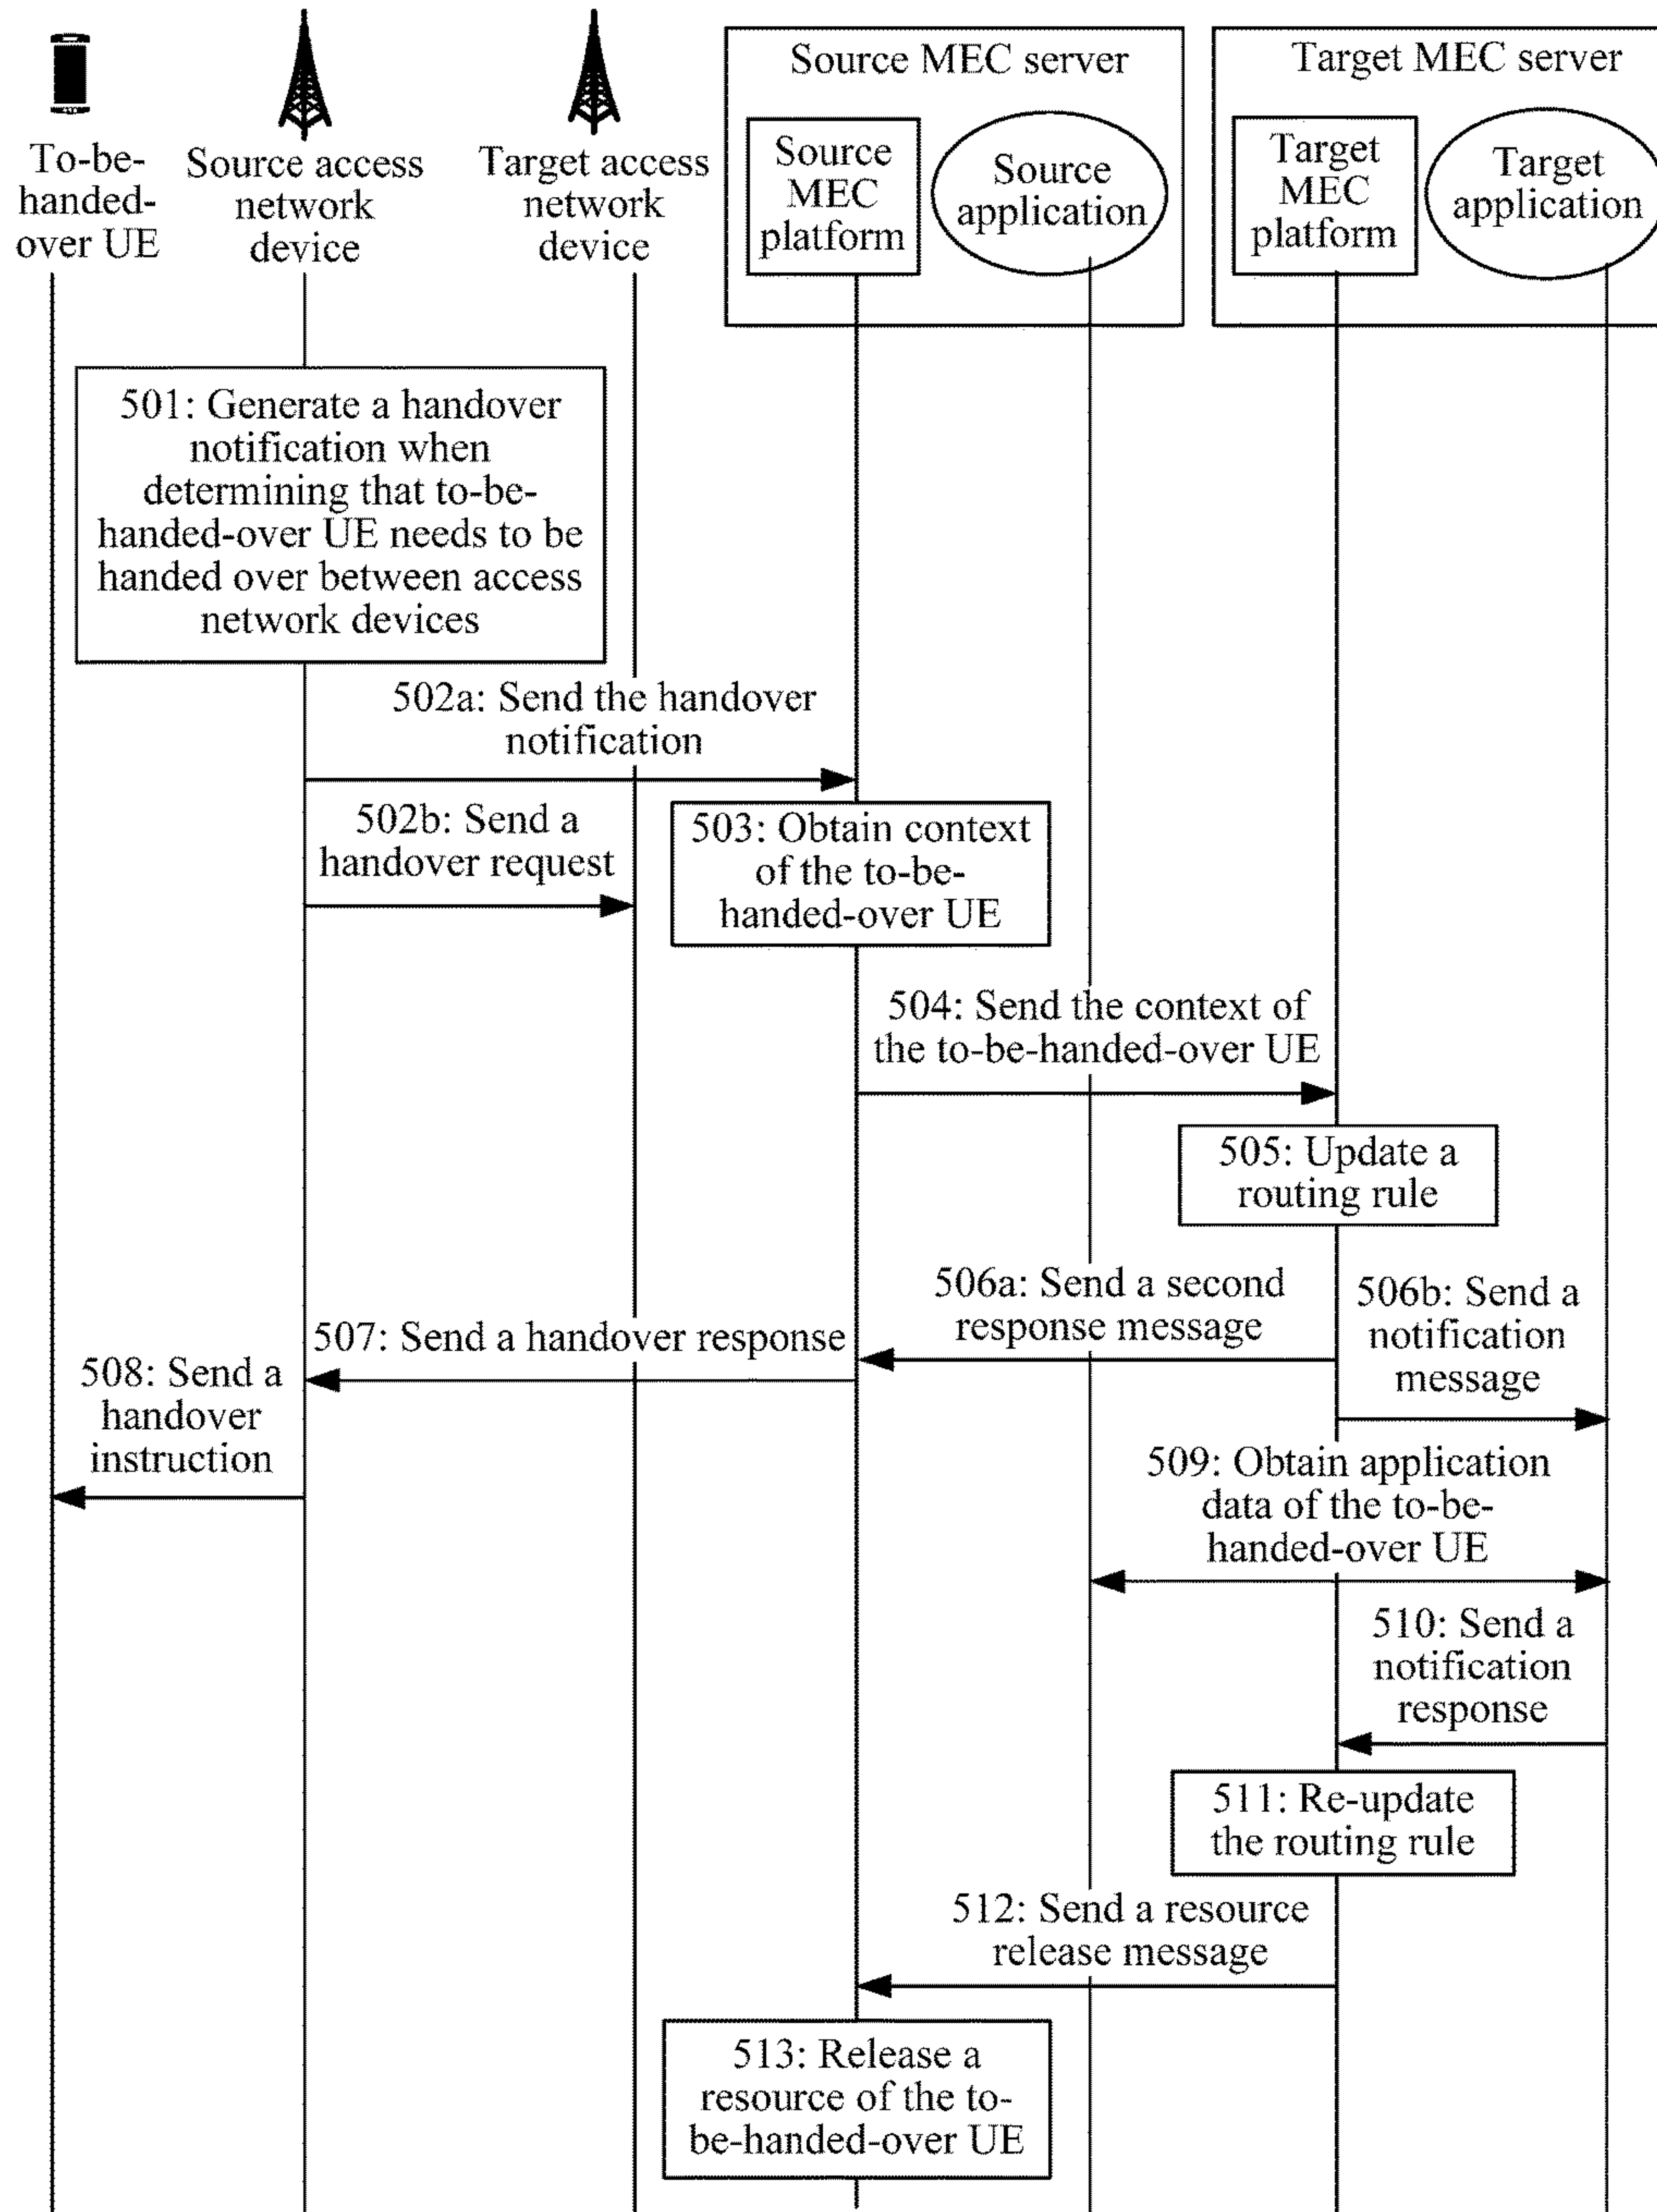 Source MEC server
Target MEC server
To-be-
handed-
over UE
Source access
network
device
Target access
network
device
Source
MEC
platform
Source
application
Target
MEC
platform
Target
application
501: Generate a handover
notification when
determining that to-be-
handed-over UE needs to be
handed over between access
network devices
502a: Send the handover
notification
502b: Send a
handover request
503: Obtain context
of the to-be-
handed-over UE
504: Send the context of
the to-be-handed-over UE
505: Update a
routing rule
506a: Send a second
response message
506b: Send a
notification
message
507: Send a handover response
508: Send a
handover
instruction
509: Obtain application
data of the to-be-
handed-over UE
510: Send a
notification
response
511: Re-update
the routing rule
512: Send a resource
release message
513: Release a
resource of the to-
be-handed-over UE